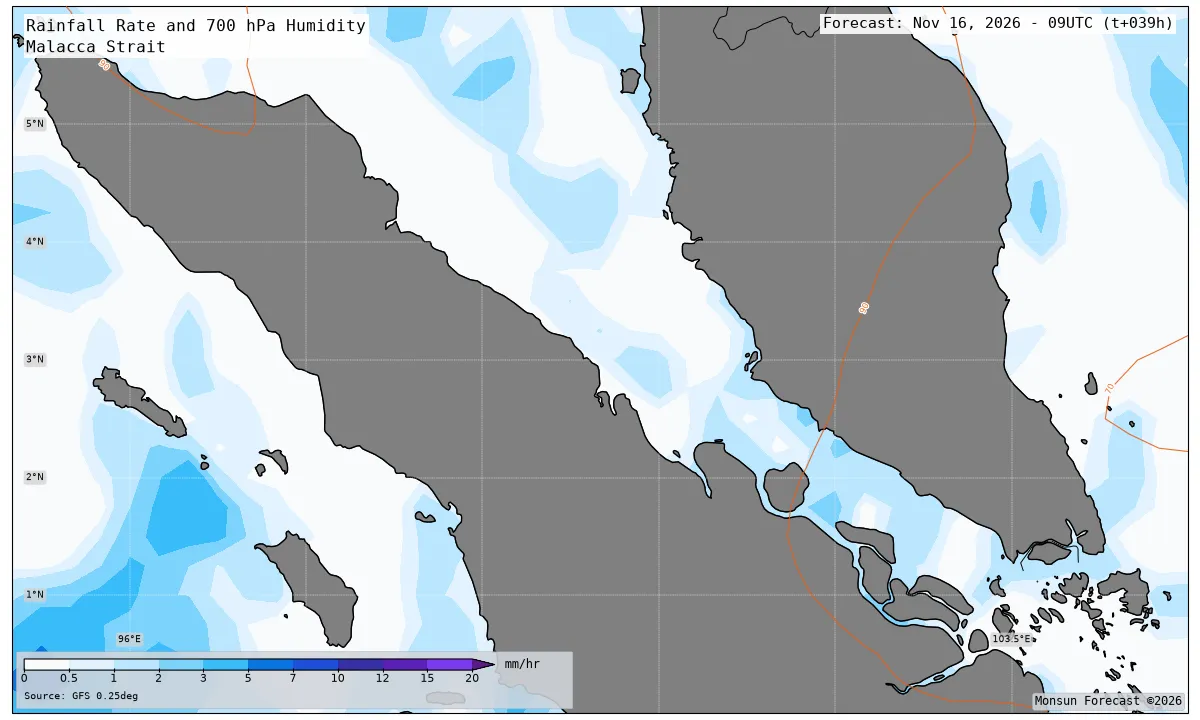 Rainfall Rate and 700 hPa Humidity
Malacca Strait
Forecast: Nov 16, 2026 - 09UTC (t+039h)
90
5°N
4°N
90
3°N
70
2°N
1°N
96°E
103.5°E
mm/hr
0 0.5 1 2 3 5 7 10 12 15 20
Source: GFS 0.25deg
Monsun Forecast ©2026